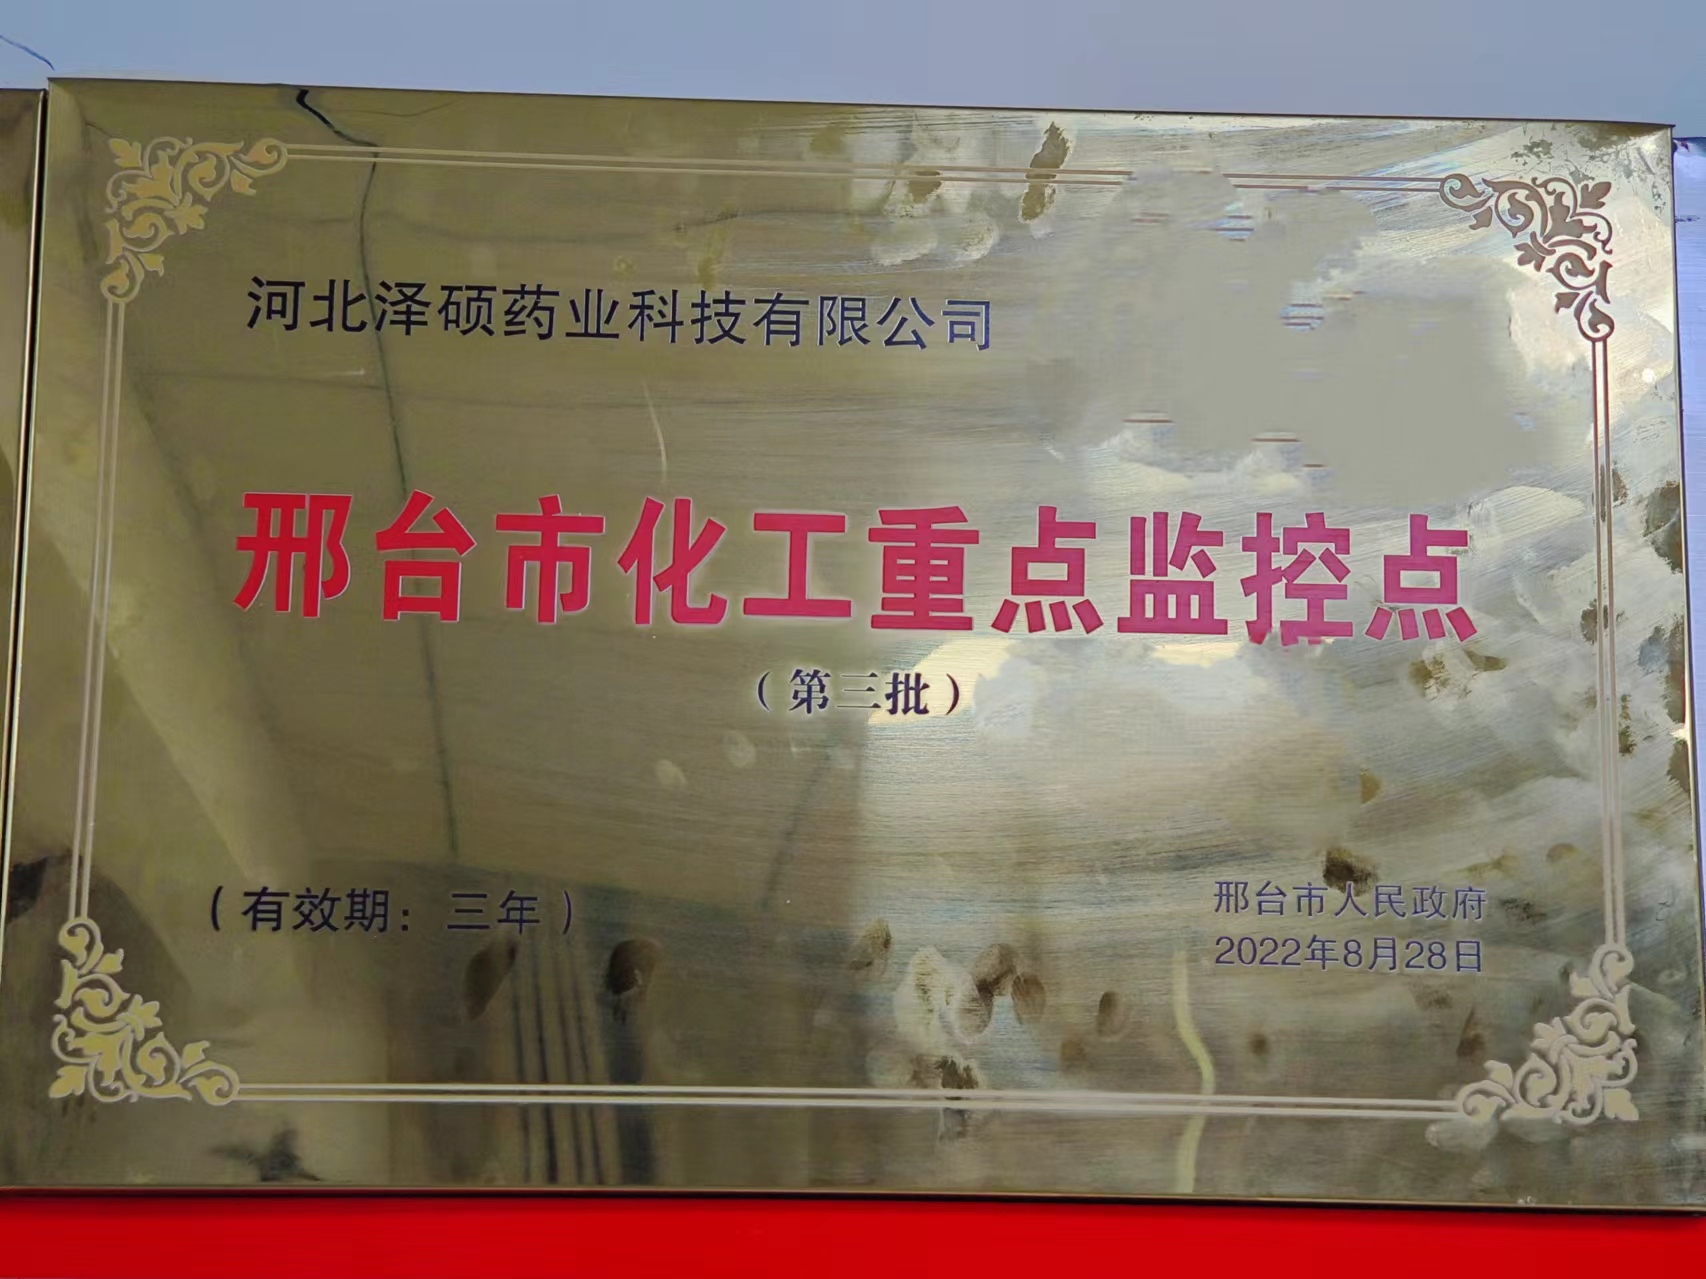 河北泽硕药业科技有限公司
邢台市化工重点监控点
（第三批）
（有效期：三年）
邢台市人民政府
2022年8月28日